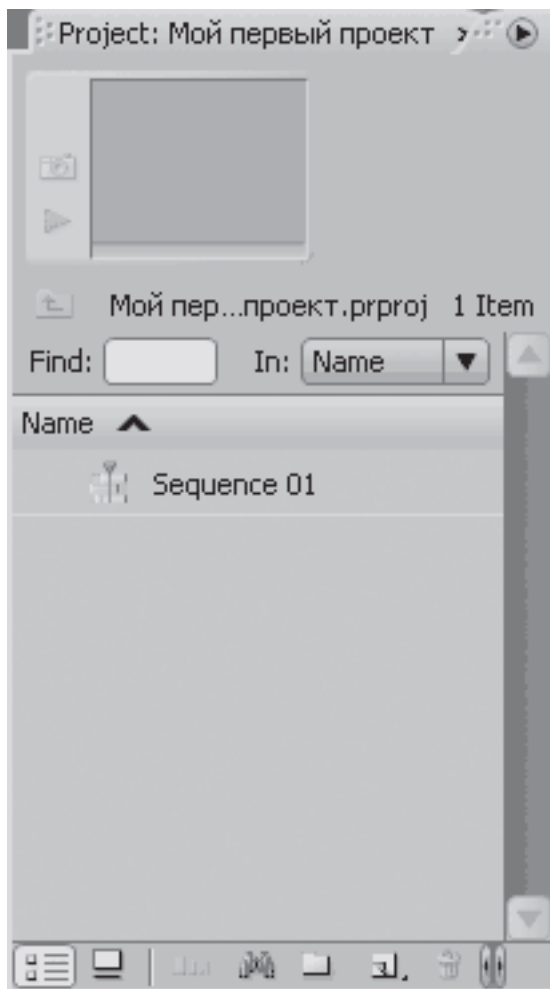 Project: Мой первый проект
Мой пер...проект.prproj 1 Item
Find: In: Name
Name
Sequence 01